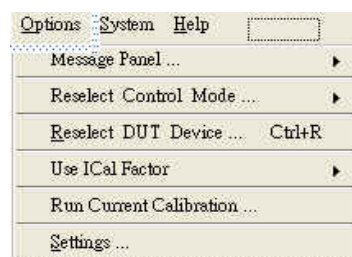 Options System Help
Message Panel ...
Reselect Control Mode ...
Reselect DUT Device ... Ctrl+R
Use ICal Factor
Run Current Calibration ...
Settings ...